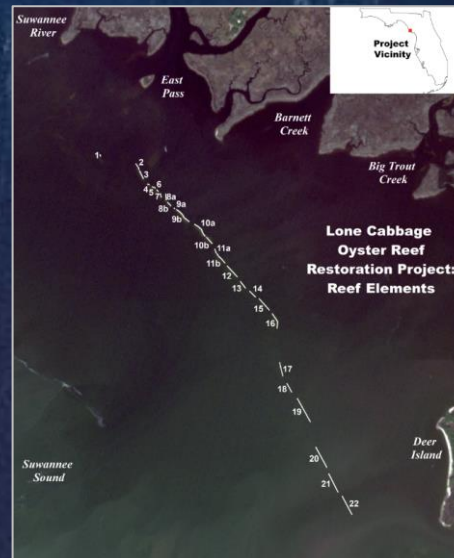 Suwannee
River
Project
Vicinity
East
Pass
Barnett
Creek
Big Trout
Creek
1
2
3
4
5
6
7
8a
8b
9a
9b
10a
10b
11a
11b
12
13
14
15
16
17
18
19
20
21
22
Lone Cabbage
Oyster Reef
Restoration Project:
Reef Elements
Deer
Island
Suwannee
Sound